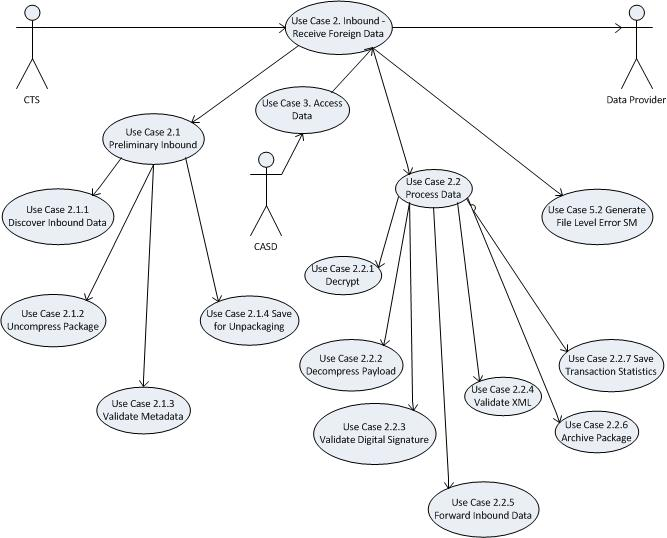 Use Case 2. Inbound -
Receive Foreign Data
CTS
Data Provider
Use Case 3. Access
Data
Use Case 2.1
Preliminary Inbound
CASD
Use Case 2.2
Process Data
Use Case 2.1.1
Discover Inbound Data
Use Case 5.2 Generate
File Level Error SM
Use Case 2.2.1
Decrypt
Use Case 2.1.2
Uncompress Package
Use Case 2.1.4 Save
for Unpackaging
Use Case 2.2.2
Decompress Payload
Use Case 2.2.7 Save
Transaction Statistics
Use Case 2.1.3
Validate Metadata
Use Case 2.2.4
Validate XML
Use Case 2.2.3
Validate Digital Signature
Use Case 2.2.6
Archive Package
Use Case 2.2.5
Forward Inbound Data